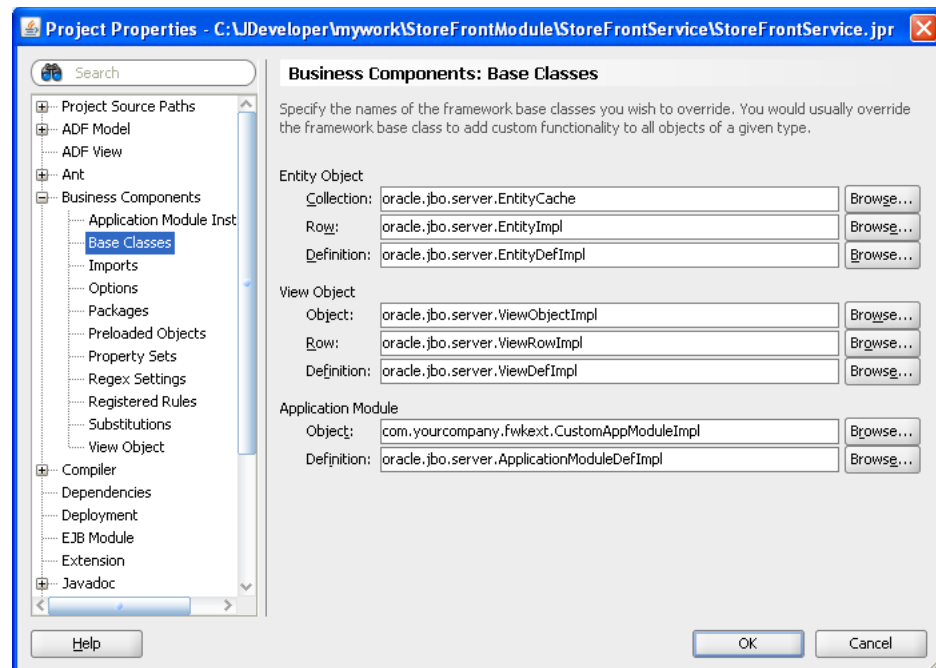 Project Properties - C:\JDeveloper\mywork\StoreFrontModule\StoreFrontService\StoreFrontService.jpr
Search
Project Source Paths
ADF Model
ADF View
Ant
Business Components
Application Module Inst
Base Classes
Imports
Options
Packages
Preloaded Objects
Property Sets
Regex Settings
Registered Rules
Substitutions
View Object
Compiler
Dependencies
Deployment
EJB Module
Extension
Javadoc
Business Components: Base Classes
Specify the names of the framework base classes you wish to override. You would usually override
the framework base class to add custom functionality to all objects of a given type.
Entity Object
Collection: oracle.jbo.server.EntityCache Browse...
Row: oracle.jbo.server.EntityImpl Browse...
Definition: oracle.jbo.server.EntityDefImpl Browse...
View Object
Object: oracle.jbo.server.ViewObjectImpl Browse...
Row: oracle.jbo.server.ViewRowImpl Browse...
Definition: oracle.jbo.server.ViewDefImpl Browse...
Application Module
Object: com.yourcompany.fwkext.CustomAppModuleImpl Browse...
Definition: oracle.jbo.server.ApplicationModuleDefImpl Browse...
Help OK Cancel